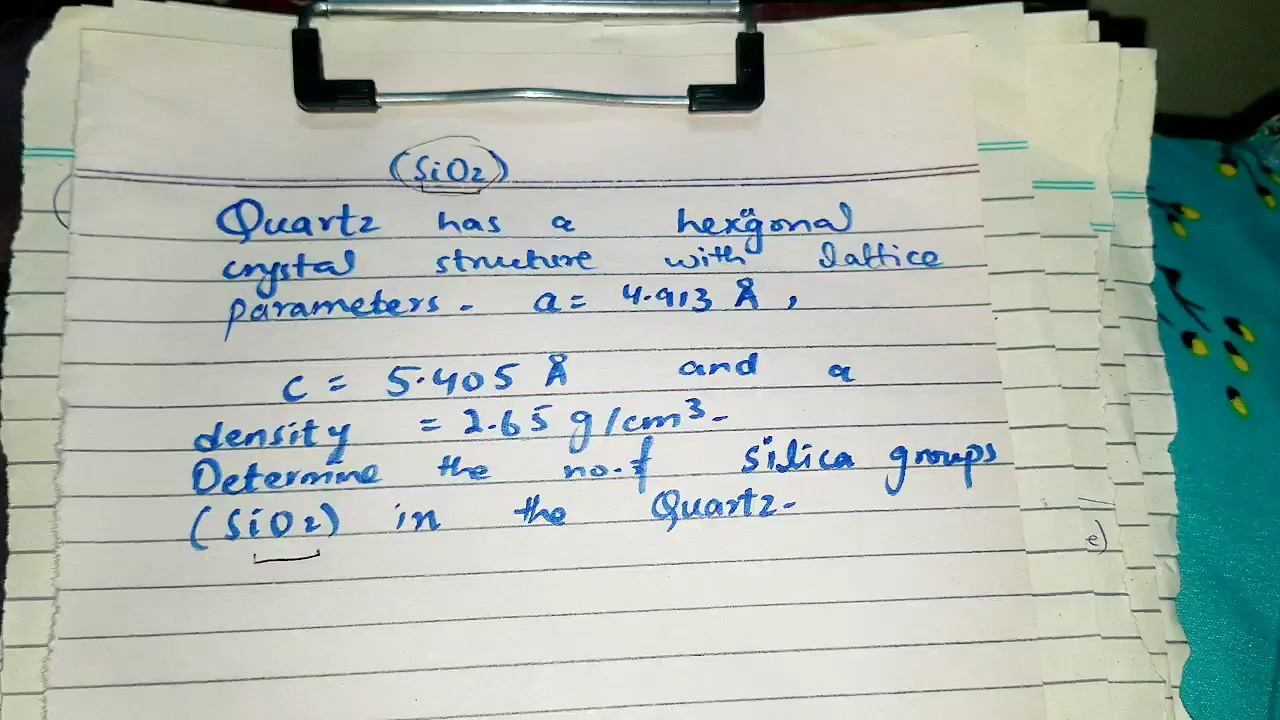 (SiO2)
Quartz has a hexagonal
crystal structure with lattice
parameters. a = 4.913 Å,
c = 5.405 Å and a
density = 2.65 g/cm³.
Determine the no. of silica groups
(SiO2) in the Quartz.
e)